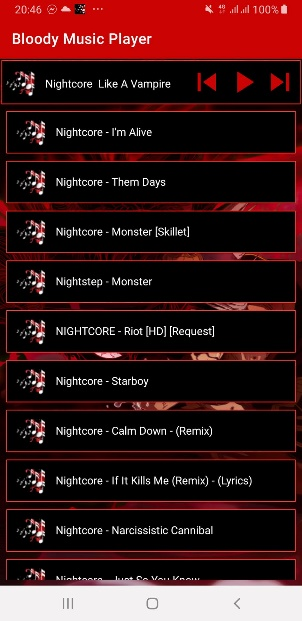 20:46 100%
Bloody Music Player
Nightcore Like A Vampire
Nightcore - I'm Alive
Nightcore - Them Days
Nightcore - Monster [Skillet]
Nightstep - Monster
NIGHTCORE - Riot [HD] [Request]
Nightcore - Starboy
Nightcore - Calm Down - (Remix)
Nightcore - If It Kills Me (Remix) - (Lyrics)
Nightcore - Narcissistic Cannibal
Nightcore - Just So You Know